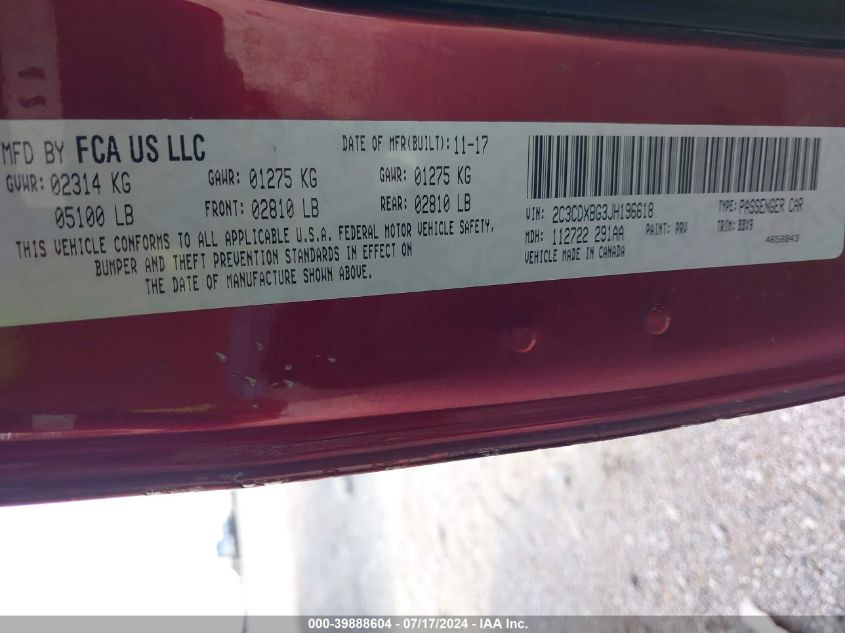 MFD BY FCA US LLC
DATE OF MFR(BUILT): 11-17
GVWR: 02314 KG
GAWR: 01275 KG
GAWR: 01275 KG
05100 LB
FRONT: 02810 LB
REAR: 02810 LB
THIS VEHICLE CONFORMS TO ALL APPLICABLE U.S.A. FEDERAL MOTOR VEHICLE SAFETY,
BUMPER AND THEFT PREVENTION STANDARDS IN EFFECT ON
THE DATE OF MANUFACTURE SHOWN ABOVE.
VIN: 2C3CDXBG3JH196618
TYPE: PASSENGER CAR
MDH: 112722 291AA
PAINT: PRV
TRIM: BBX9
VEHICLE MADE IN CANADA
4658843
000-39888604 - 07/17/2024 - IAA Inc.